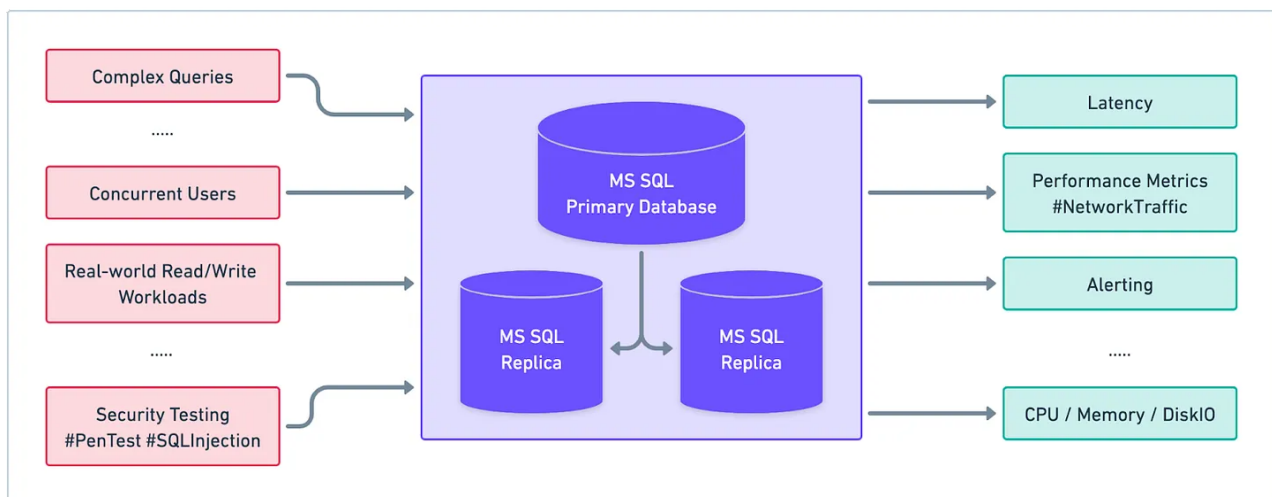 Complex Queries
.....
Concurrent Users
Real-world Read/Write
Workloads
.....
Security Testing
#PenTest #SQLInjection
MS SQL
Primary Database
MS SQL
Replica
MS SQL
Replica
Latency
Performance Metrics
#NetworkTraffic
Alerting
.....
CPU / Memory / DiskIO